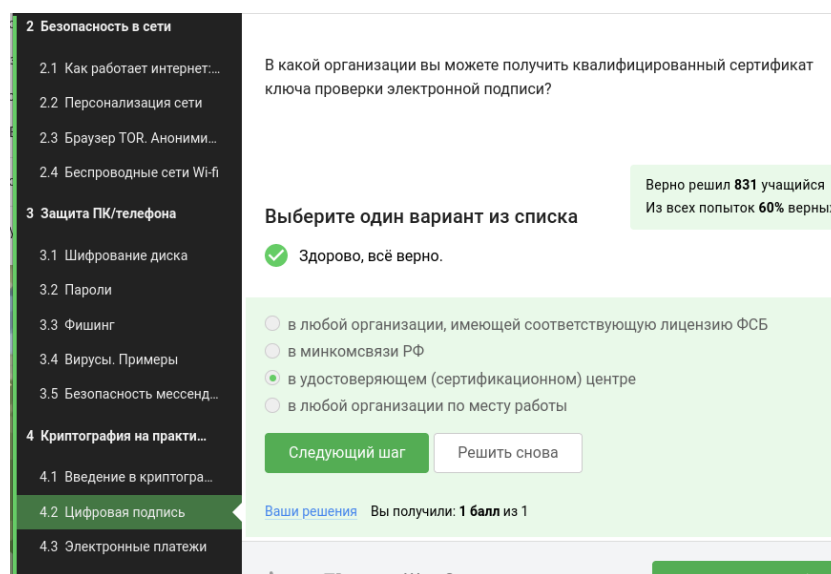 2 Безопасность в сети
2.1 Как работает интернет:...
2.2 Персонализация сети
2.3 Браузер TOR. Аноними...
2.4 Беспроводные сети Wi-fi
3 Защита ПК/телефона
3.1 Шифрование диска
3.2 Пароли
3.3 Фишинг
3.4 Вирусы. Примеры
3.5 Безопасность мессенд...
4 Криптография на практи...
4.1 Введение в криптогра...
4.2 Цифровая подпись
4.3 Электронные платежи
В какой организации вы можете получить квалифицированный сертификат
ключа проверки электронной подписи?
Верно решил 831 учащийся
Из всех попыток 60% верных
Выберите один вариант из списка
Здорово, всё верно.
в любой организации, имеющей соответствующую лицензию ФСБ
в минкомсвязи РФ
в удостоверяющем (сертификационном) центре
в любой организации по месту работы
Следующий шаг
Решить снова
Ваши решения Вы получили: 1 балл из 1